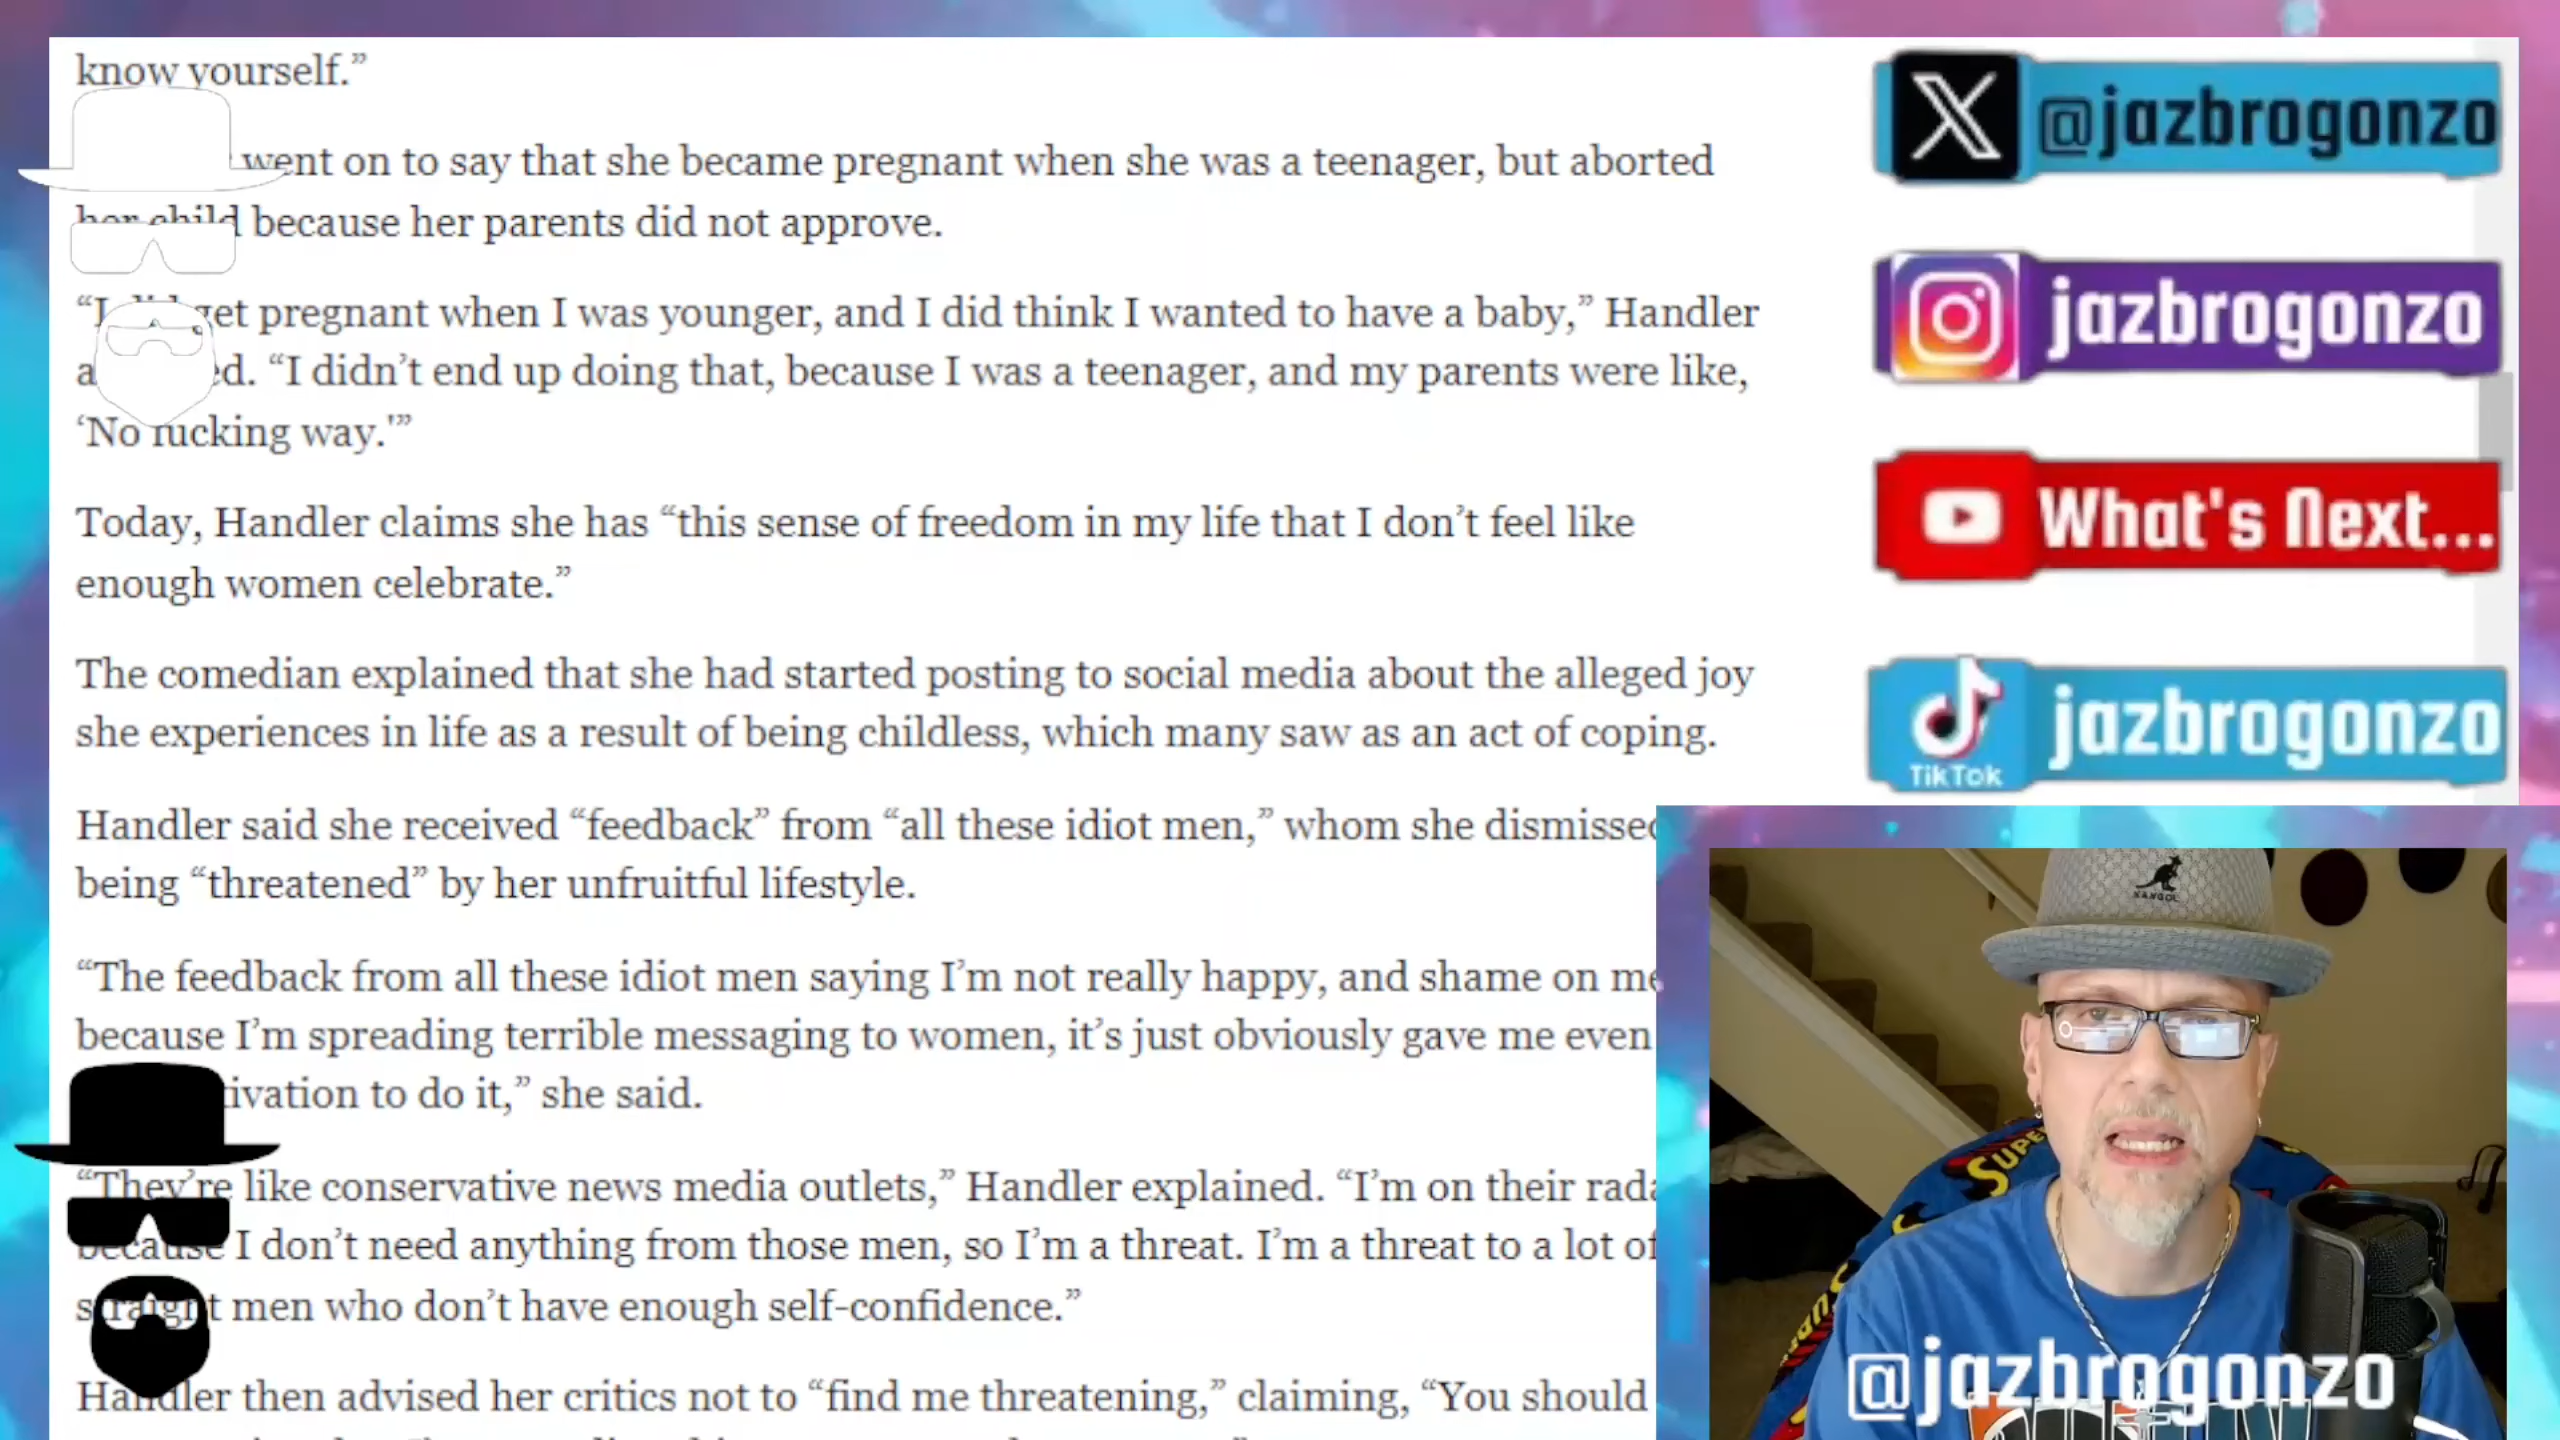 know yourself.”
went on to say that she became pregnant when she was a teenager, but aborted
her child because her parents did not approve.
“I did get pregnant when I was younger, and I did think I wanted to have a baby,” Handler
“I didn’t end up doing that, because I was a teenager, and my parents were like,
‘No fucking way.'”
Today, Handler claims she has “this sense of freedom in my life that I don’t feel like
enough women celebrate.”
The comedian explained that she had started posting to social media about the alleged joy
she experiences in life as a result of being childless, which many saw as an act of coping.
Handler said she received “feedback” from “all these idiot men,” whom she dismissed
being “threatened” by her unfruitful lifestyle.
“The feedback from all these idiot men saying I’m not really happy, and shame on me
because I’m spreading terrible messaging to women, it’s just obviously gave me even
to do it,” she said.
“They’re like conservative news media outlets,” Handler explained. “I’m on their
because I don’t need anything from those men, so I’m a threat. I’m a threat to a lot of
straight men who don’t have enough self-confidence.”
Handler then advised her critics not to “find me threatening,” claiming, “You should
@jazbrogonzo
jazbrogonzo
What's Next...
TikTok
jazbrogonzo
KANGOL
SUPE
@jazbrogonzo